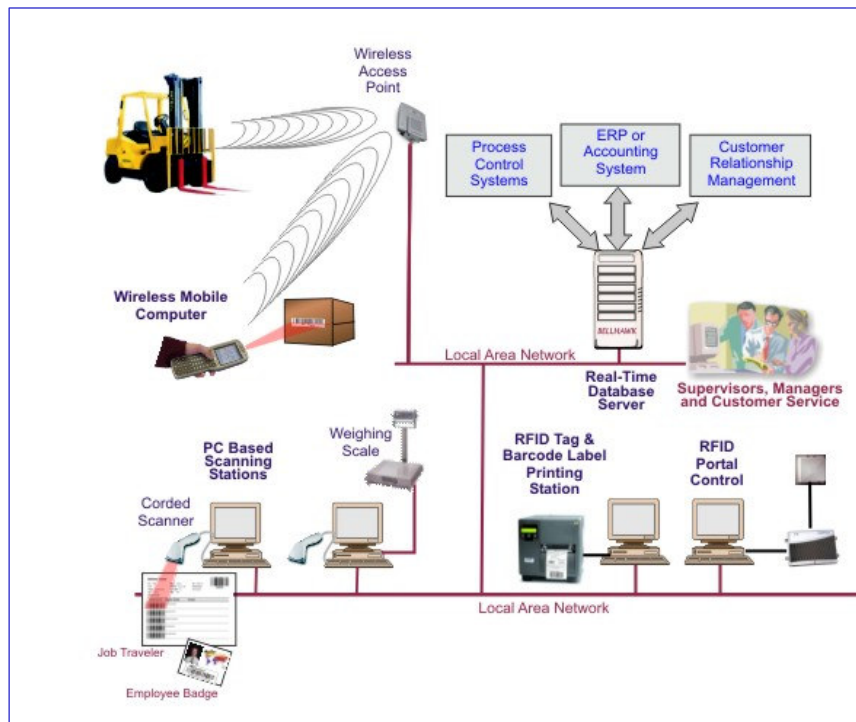 Wireless
Access
Point
Process
Control
Systems
ERP or
Accounting
System
Customer
Relationship
Management
Wireless Mobile
Computer
BELLHAWK
Local Area Network
Real-Time
Database
Server
Supervisors, Managers
and Customer Service
PC Based
Scanning
Stations
Weighing
Scale
RFID Tag &
Barcode Label
Printing
Station
RFID
Portal
Control
Corded
Scanner
Local Area Network
Job Traveler
Employee Badge